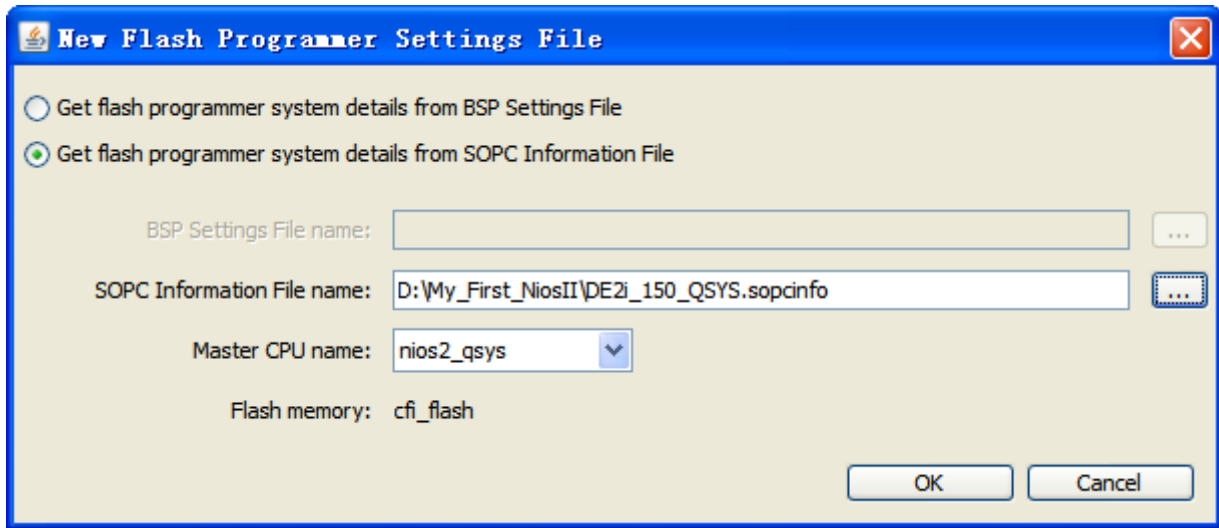 New Flash Programmer Settings File
Get flash programmer system details from BSP Settings File
Get flash programmer system details from SOPC Information File
BSP Settings File name:
...
SOPC Information File name: D:\My_First_NiosII\DE2i_150_QSYS.sopcinfo
...
Master CPU name: nios2_qsys
Flash memory: cfi_flash
OK Cancel